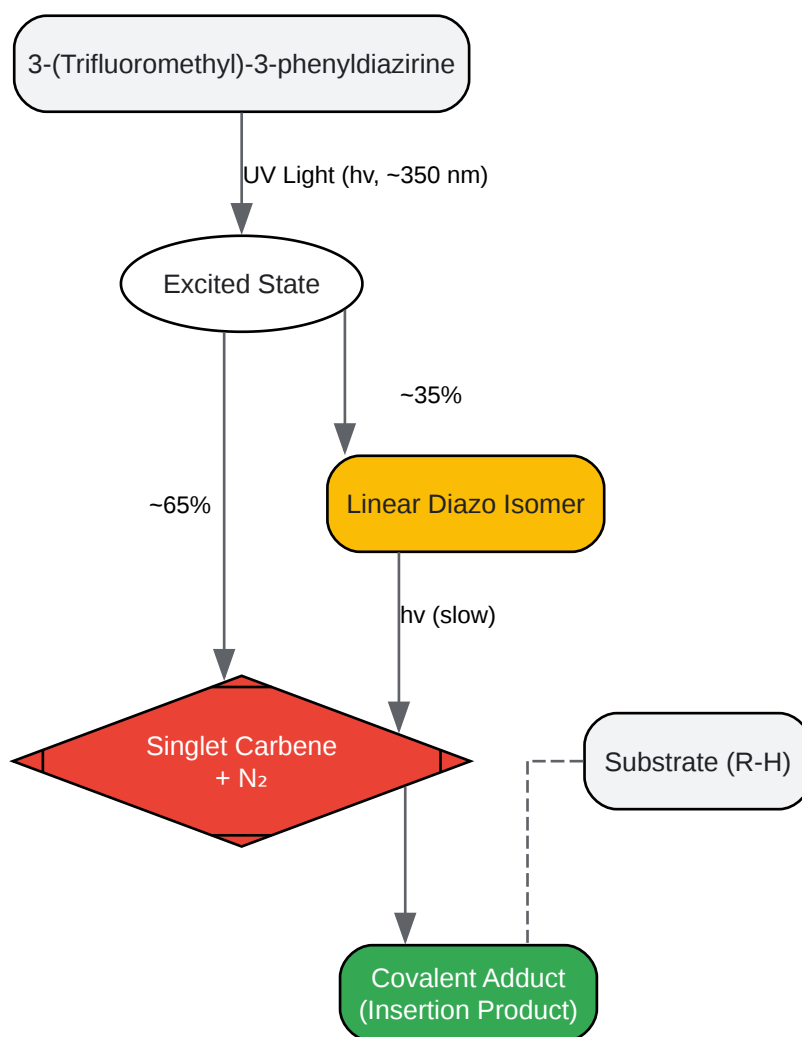 3-(Trifluoromethyl)-3-phenyldiazirine
UV Light (hv, ~350 nm)
Excited State
~35%
~65%
Linear Diazo Isomer
hv (slow)
Singlet Carbene
+ N₂
Substrate (R-H)
Covalent Adduct
(Insertion Product)